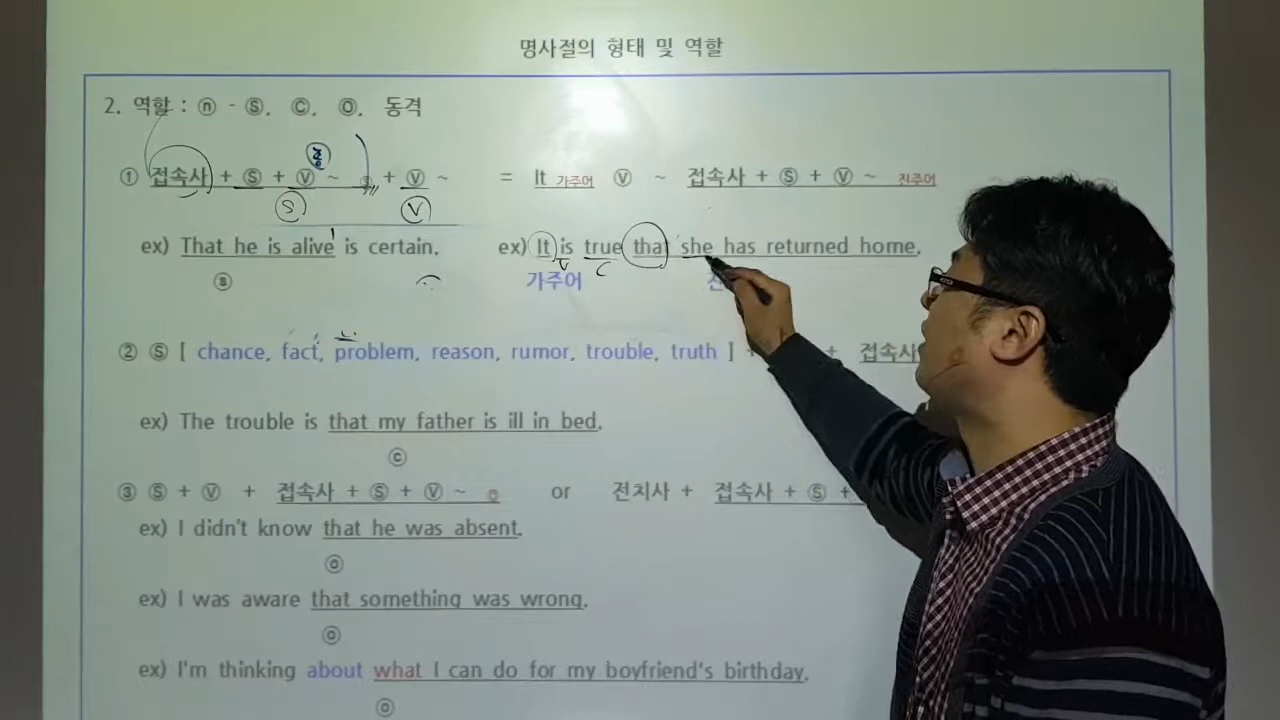 명사절의 형태 및 역할
2. 역할 : ⓝ - Ⓢ, Ⓒ, Ⓞ, 동격
① 접속사 + Ⓢ + Ⓥ ~ + Ⓥ ~ = It 가주어 Ⓥ ~ 접속사 + Ⓢ + Ⓥ ~ 진주어
Ⓢ Ⓥ
ex) That he is alive is certain. ex) It is true that she has returned home.
V C
Ⓢ 가주어
② Ⓢ [ chance, fact, problem, reason, rumor, trouble, truth ] + 접속사
ex) The trouble is that my father is ill in bed.
ⓒ
③ Ⓢ + Ⓥ + 접속사 + Ⓢ + Ⓥ ~ or 전치사 + 접속사 + Ⓢ +
ex) I didn't know that he was absent.
ⓞ
ex) I was aware that something was wrong.
ⓞ
ex) I'm thinking about what I can do for my boyfriend's birthday.
ⓞ